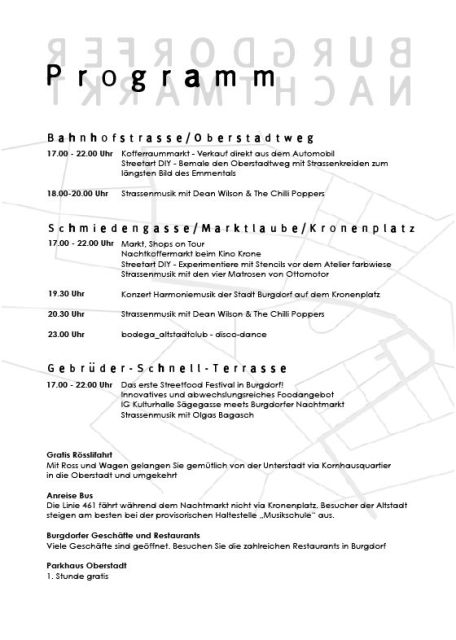 BURGDORFER
NACHTMARKT
Programm
Bahnhofstrasse/Oberstadtweg
17.00 - 22.00 Uhr Kofferraummarkt - Verkauf direkt aus dem Automobil
Streetart DIY - Bemale den Oberstadtweg mit Strassenkreiden zum
längsten Bild des Emmentals
18.00-20.00 Uhr Strassenmusik mit Dean Wilson & The Chilli Poppers
Schmiedengasse/Marktlaube/Kronenplatz
17.00 - 22.00 Uhr Markt, Shops on Tour
Nachtkoffermarkt beim Kino Krone
Streetart DIY - Experimentiere mit Stencils vor dem Atelier farbwiese
Strassenmusik mit den vier Matrosen von Ottomotor
19.30 Uhr Konzert Harmoniemusik der Stadt Burgdorf auf dem Kronenplatz
20.30 Uhr Strassenmusik mit Dean Wilson & The Chilli Poppers
23.00 Uhr bodega_altstadtclub - disco-dance
Gebrüder-Schnell-Terrasse
17.00 - 22.00 Uhr Das erste Streetfood Festival in Burgdorf!
Innovatives und abwechslungsreiches Foodangebot
IG Kulturhalle Sägegasse meets Burgdorfer Nachtmarkt
Strassenmusik mit Olgas Bagasch
Gratis Rösslifahrt
Mit Ross und Wagen gelangen Sie gemütlich von der Unterstadt via Kornhausquartier
in die Oberstadt und umgekehrt
Anreise Bus
Die Linie 461 fährt während dem Nachtmarkt nicht via Kronenplatz. Besucher der Altstadt
steigen am besten bei der provisorischen Haltestelle „Musikschule" aus.
Burgdorfer Geschäfte und Restaurants
Viele Geschäfte sind geöffnet. Besuchen Sie die zahlreichen Restaurants in Burgdorf
Parkhaus Oberstadt
1. Stunde gratis